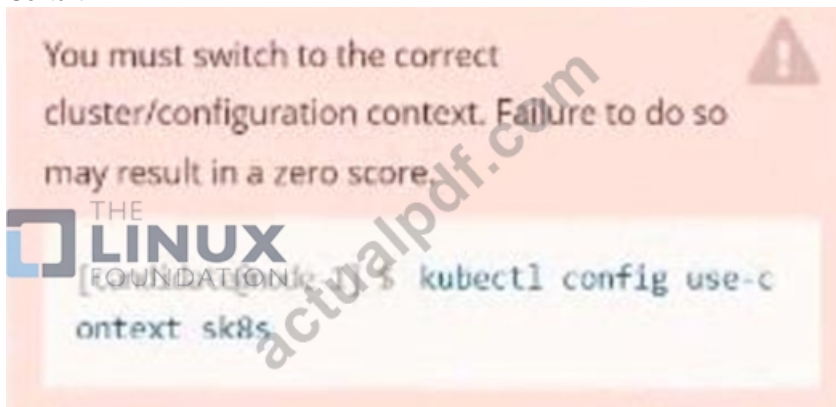 You must switch to the correct
cluster/configuration context. Failure to do so
may result in a zero score.
THE
LINUX
FOUNDATION
$ kubectl config use-c
ontext sk8s
actualpdf.com